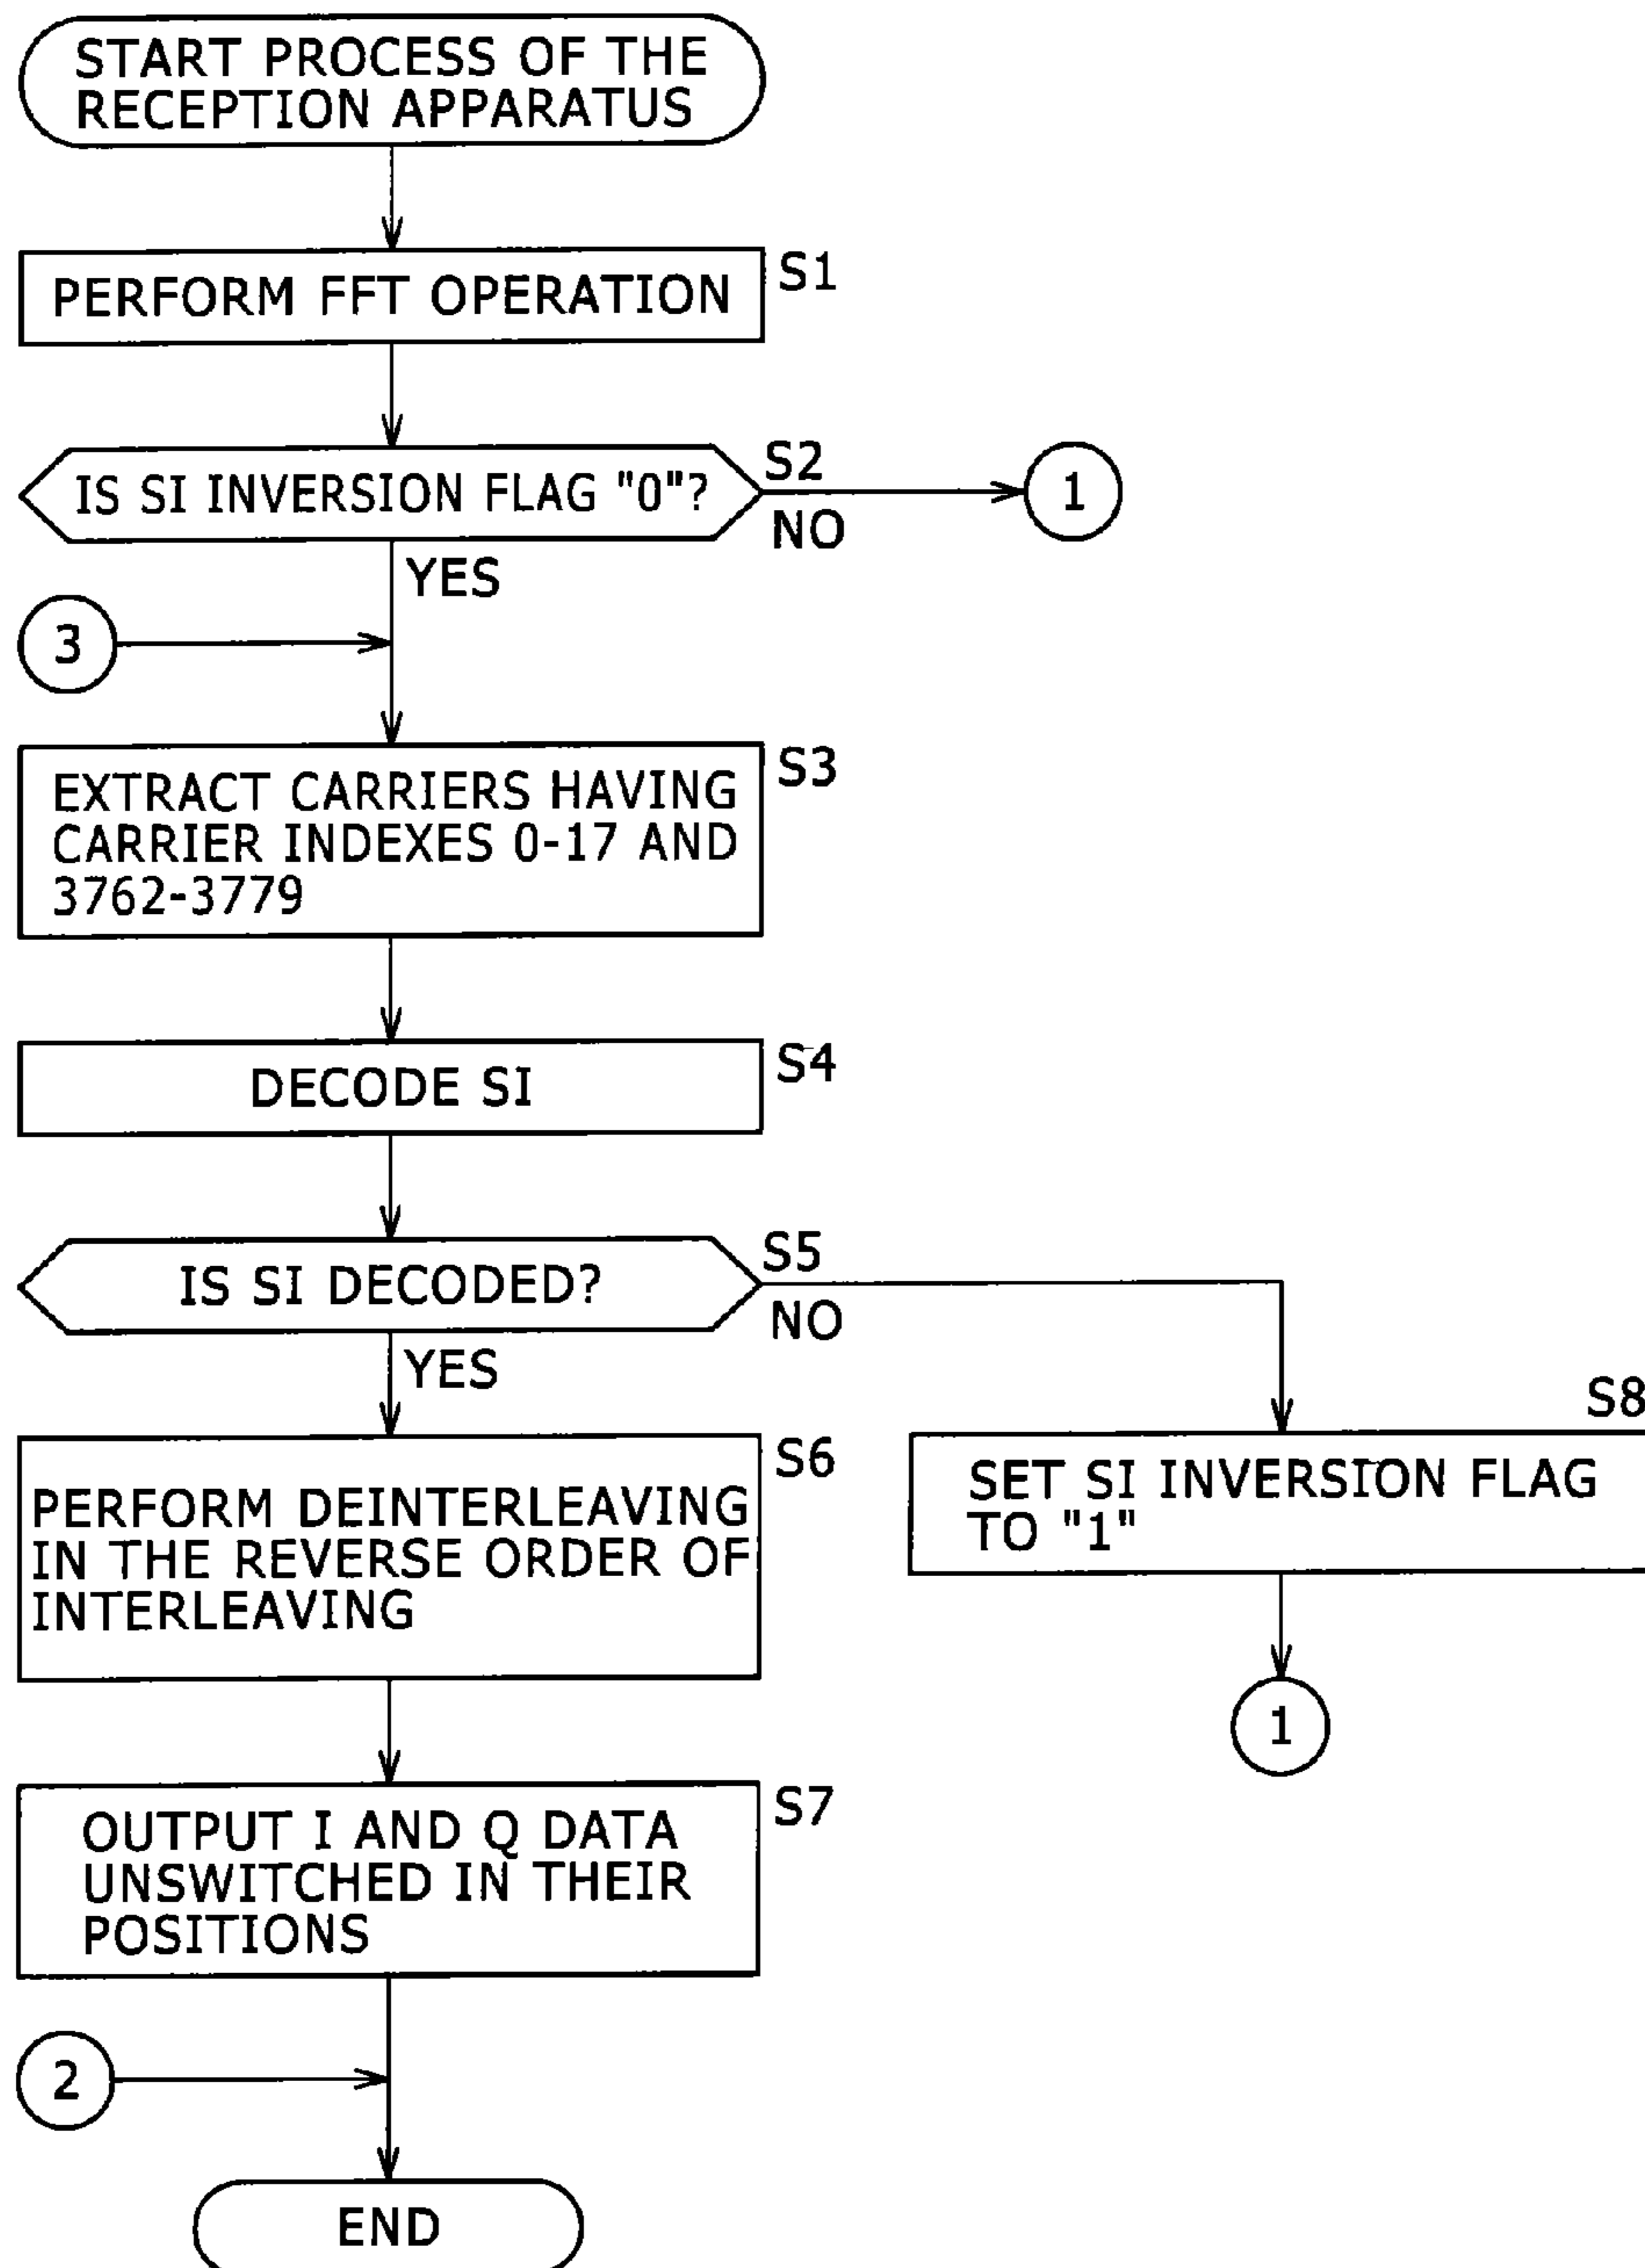 START PROCESS OF THE
RECEPTION APPARATUS
S1
PERFORM FFT OPERATION
S2
IS SI INVERSION FLAG "0"?
1
NO
YES
3
S3
EXTRACT CARRIERS HAVING
CARRIER INDEXES 0-17 AND
3762-3779
S4
DECODE SI
S5
IS SI DECODED?
NO
YES
S8
S6
SET SI INVERSION FLAG
TO "1"
PERFORM DEINTERLEAVING
IN THE REVERSE ORDER OF
INTERLEAVING
1
S7
OUTPUT I AND Q DATA
UNSWITCHED IN THEIR
POSITIONS
2
END